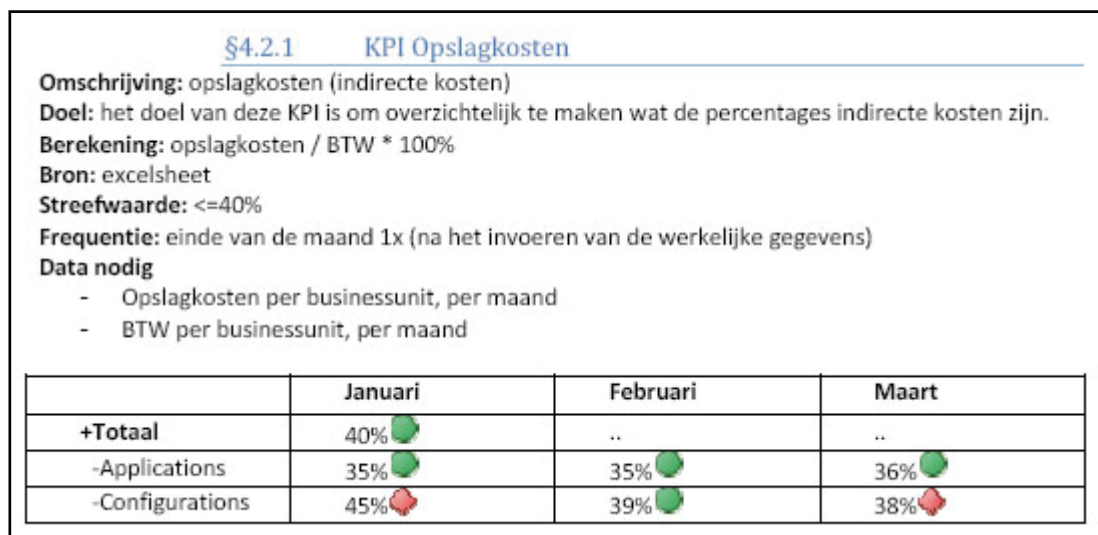 §4.2.1 KPI Opslagkosten
Omschrijving: opslagkosten (indirecte kosten)
Doel: het doel van deze KPI is om overzichtelijk te maken wat de percentages indirecte kosten zijn.
Berekening: opslagkosten / BTW * 100%
Bron: excelsheet
Streefwaarde: <=40%
Frequentie: einde van de maand 1x (na het invoeren van de werkelijke gegevens)
Data nodig
- Opslagkosten per businessunit, per maand
- BTW per businessunit, per maand
Januari Februari Maart
+Totaal 40% .. ..
-Applications 35% 35% 36%
-Configurations 45% 39% 38%